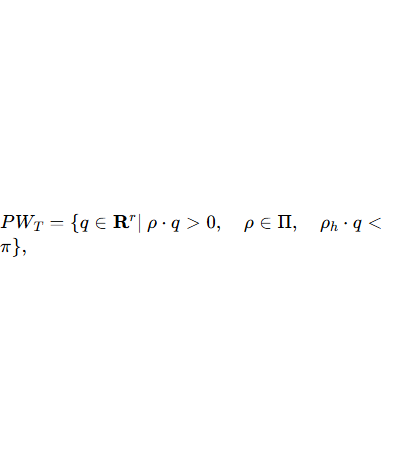 PW_T = {q ∈ R^r| ρ · q > 0, ρ ∈ Π, ρ_h · q <
π},